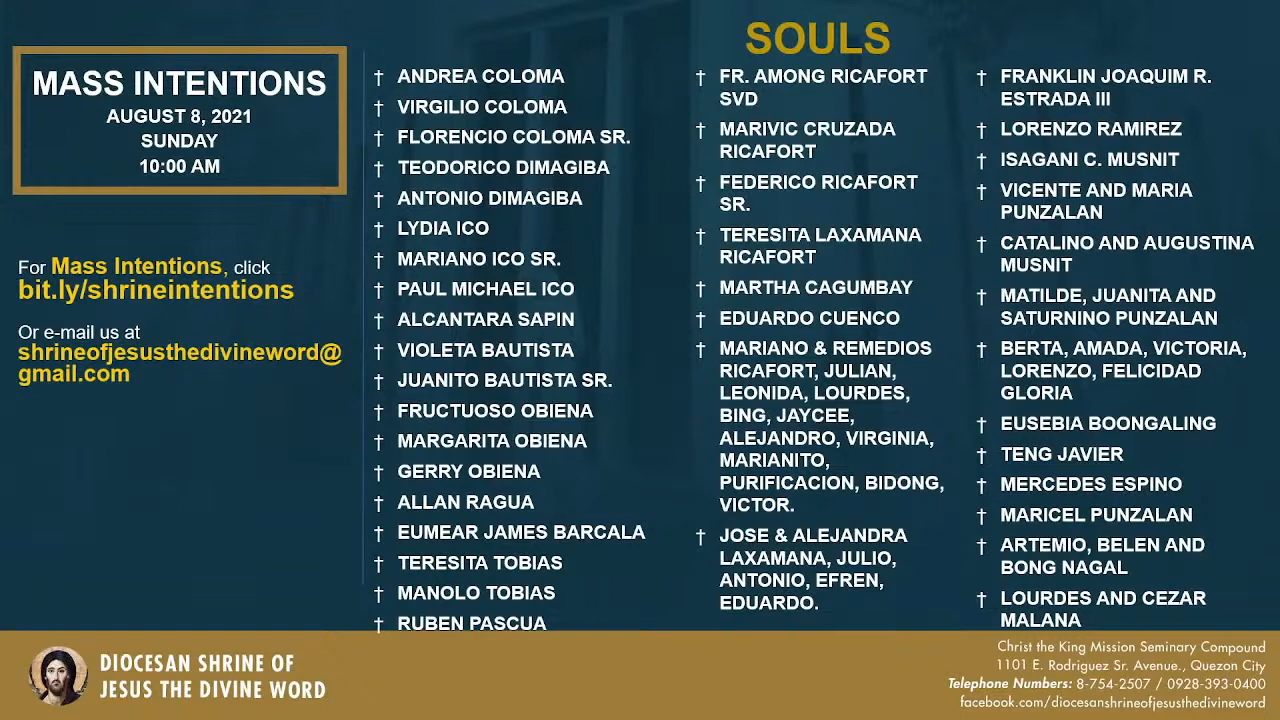 SOULS
MASS INTENTIONS
AUGUST 8, 2021
SUNDAY
10:00 AM
For Mass Intentions, click
bit.ly/shrineintentions
Or e-mail us at
shrineofjesusthedivineword@
gmail.com
† ANDREA COLOMA
† VIRGILIO COLOMA
† FLORENCIO COLOMA SR.
† TEODORICO DIMAGIBA
† ANTONIO DIMAGIBA
† LYDIA ICO
† MARIANO ICO SR.
† PAUL MICHAEL ICO
† ALCANTARA SAPIN
† VIOLETA BAUTISTA
† JUANITO BAUTISTA SR.
† FRUCTUOSO OBIENA
† MARGARITA OBIENA
† GERRY OBIENA
† ALLAN RAGUA
† EUMEAR JAMES BARCALA
† TERESITA TOBIAS
† MANOLO TOBIAS
† RUBEN PASCUA
† FR. AMONG RICAFORT
SVD
† MARIVIC CRUZADA
RICAFORT
† FEDERICO RICAFORT
SR.
† TERESITA LAXAMANA
RICAFORT
† MARTHA CAGUMBAY
† EDUARDO CUENCO
† MARIANO & REMEDIOS
RICAFORT, JULIAN,
LEONIDA, LOURDES,
BING, JAYCEE,
ALEJANDRO, VIRGINIA,
MARIANITO,
PURIFICACION, BIDONG,
VICTOR.
† JOSE & ALEJANDRA
LAXAMANA, JULIO,
ANTONIO, EFREN,
EDUARDO.
† FRANKLIN JOAQUIM R.
ESTRADA III
† LORENZO RAMIREZ
† ISAGANI C. MUSNIT
† VICENTE AND MARIA
PUNZALAN
† CATALINO AND AUGUSTINA
MUSNIT
† MATILDE, JUANITA AND
SATURNINO PUNZALAN
† BERTA, AMADA, VICTORIA,
LORENZO, FELICIDAD
GLORIA
† EUSEBIA BOONGALING
† TENG JAVIER
† MERCEDES ESPINO
† MARICEL PUNZALAN
† ARTEMIO, BELEN AND
BONG NAGAL
† LOURDES AND CEZAR
MALANA
DIOCESAN SHRINE OF
JESUS THE DIVINE WORD
Christ the King Mission Seminary Compound
1101 E. Rodriguez Sr. Avenue., Quezon City
Telephone Numbers: 8-754-2507 / 0928-393-0400
facebook.com/diocesanshrineofjesusthedivineword